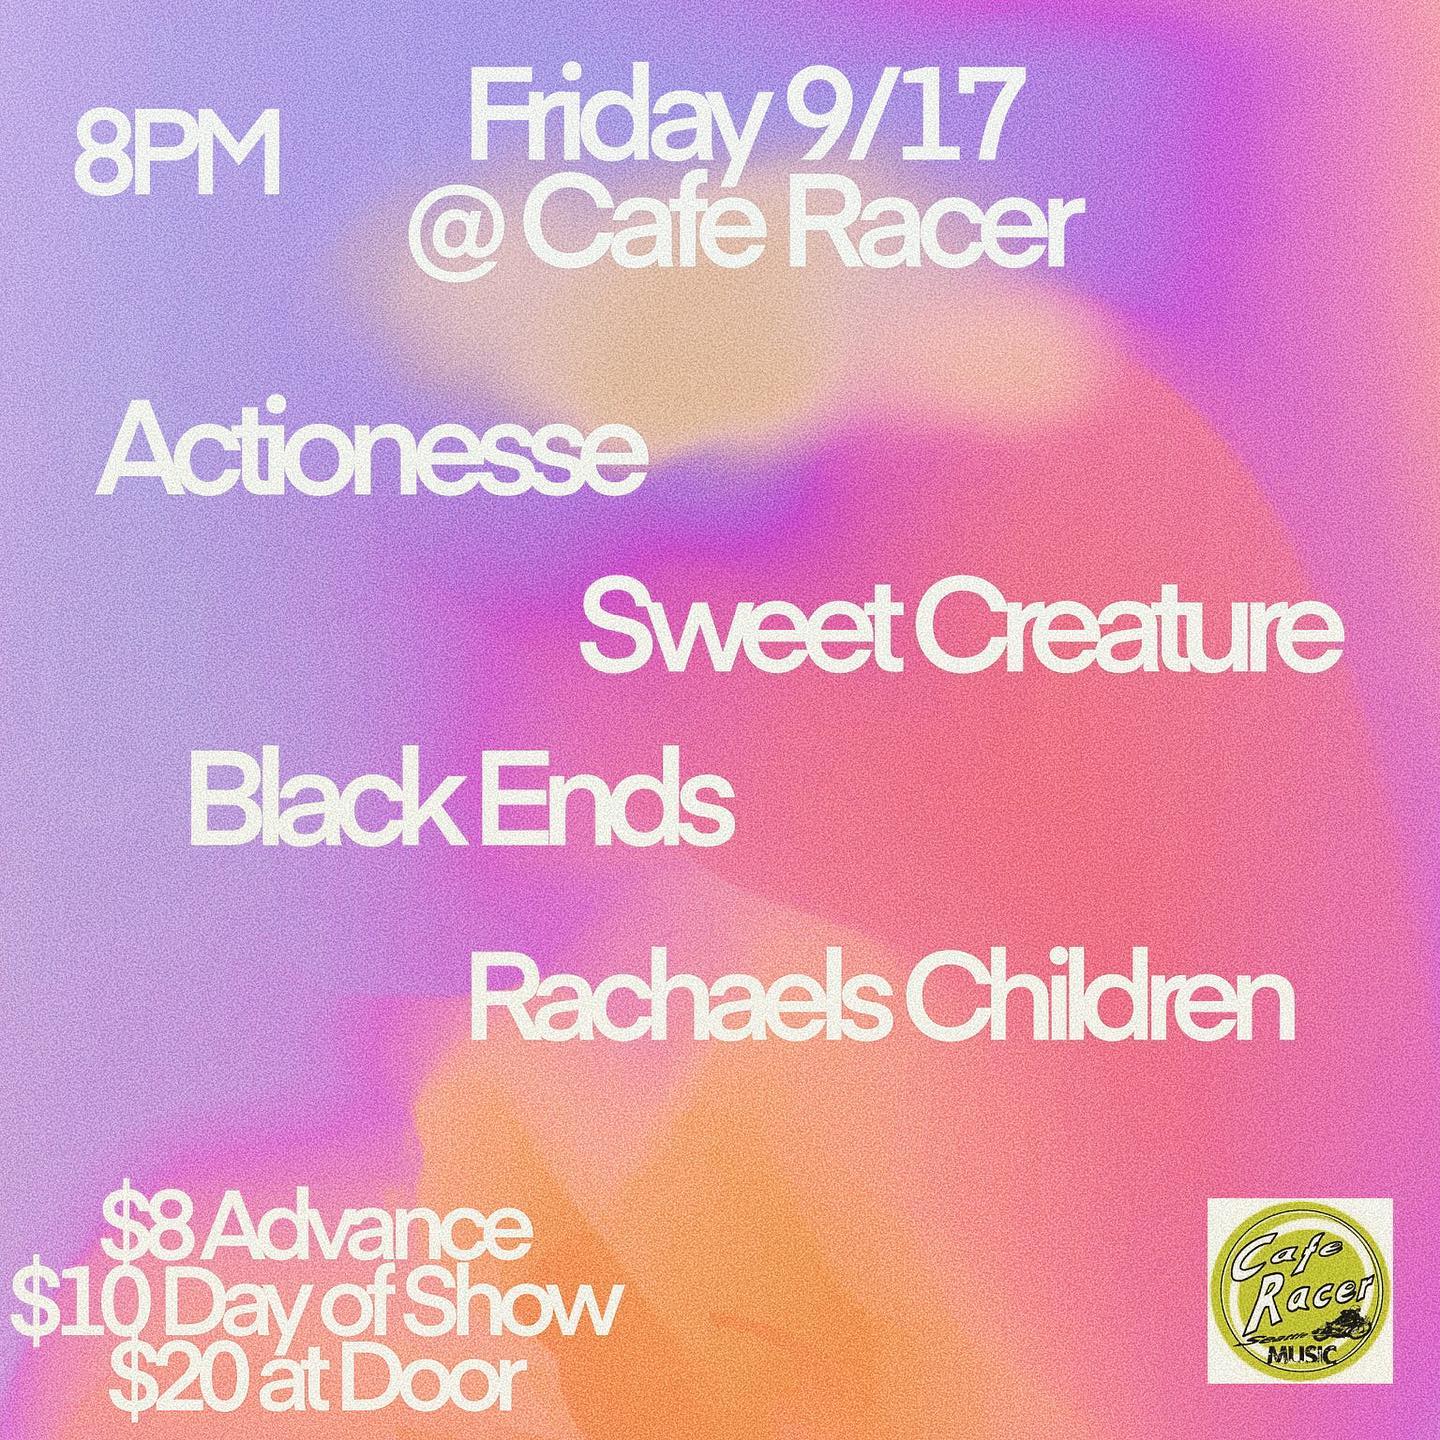 8PM
Friday 9/17
@ Cafe Racer
Actionesse
Sweet Creature
Black Ends
Rachaels Children
$8 Advance
$10 Day of Show
$20 at Door
Cafe
Racer
Seattle
MUSIC